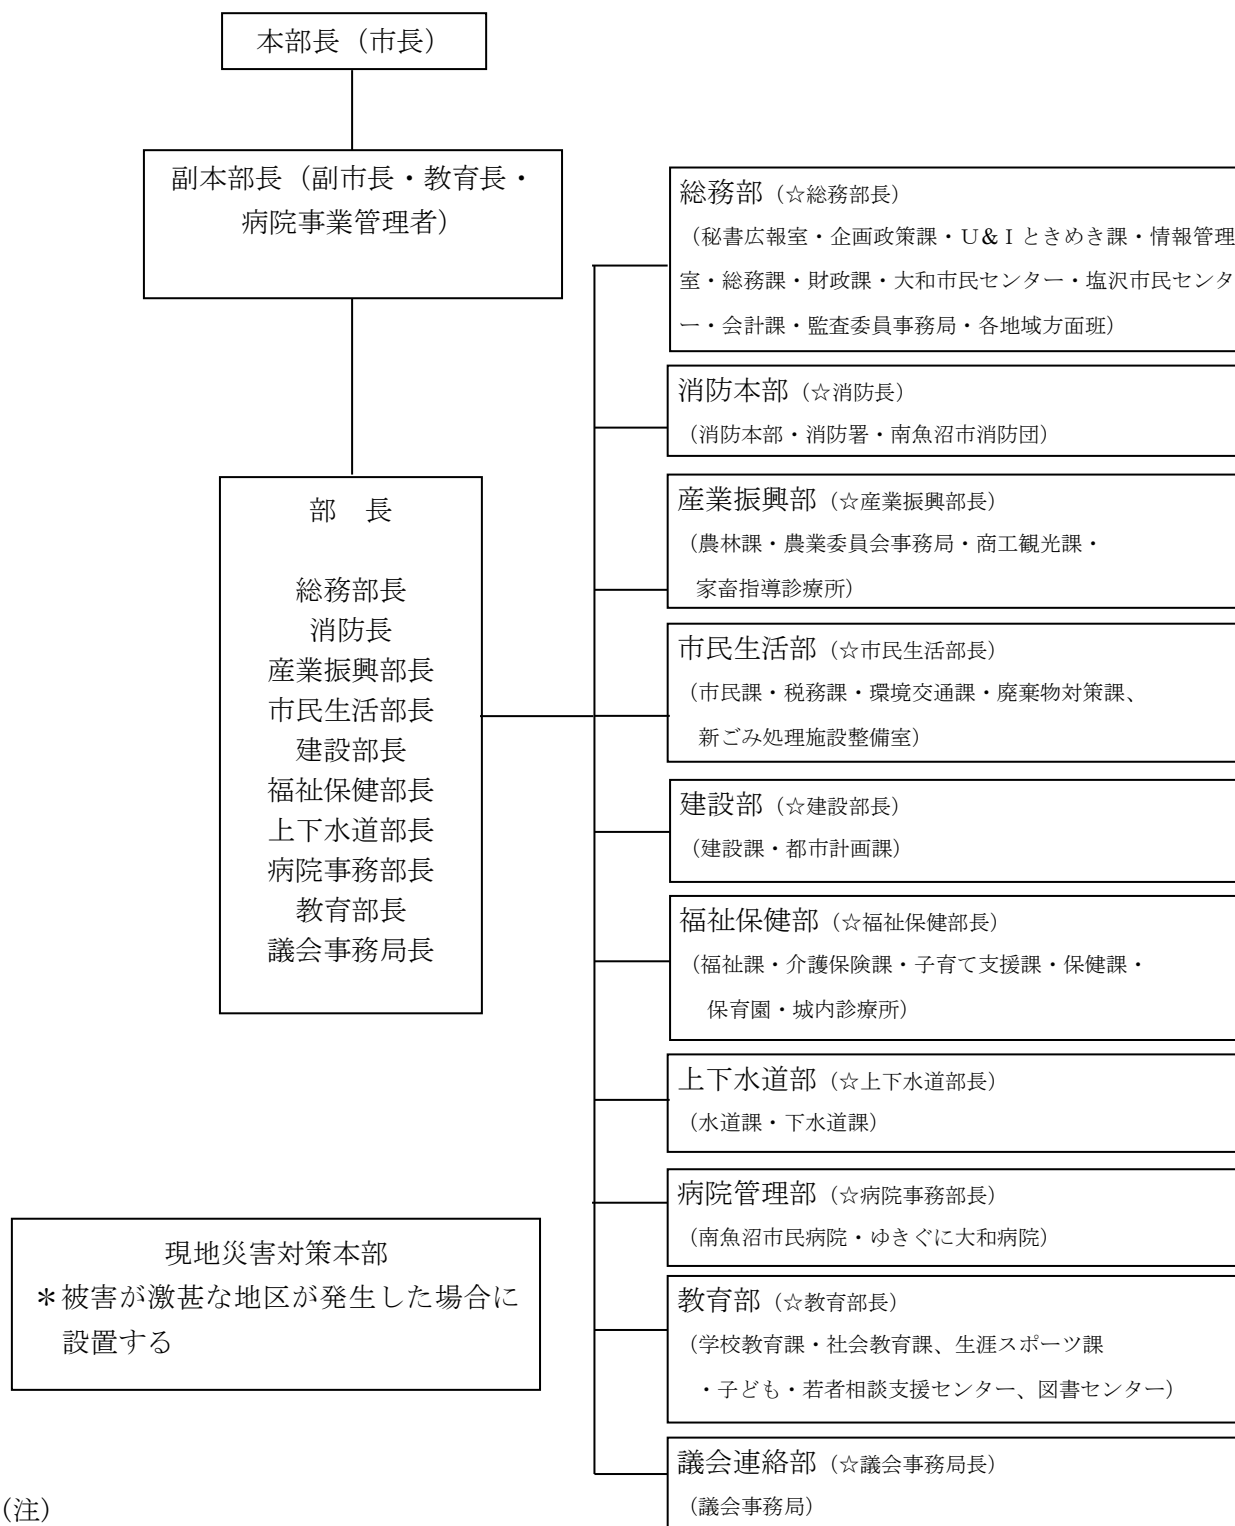 本部長（市長）
副本部長（副市長・教育長・
病院事業管理者）
部　長
総務部長
消防長
産業振興部長
市民生活部長
建設部長
福祉保健部長
上下水道部長
病院事務部長
教育部長
議会事務局長
現地災害対策本部
＊被害が激甚な地区が発生した場合に
設置する
（注）
総務部（☆総務部長）
（秘書広報室・企画政策課・U＆Iときめき課・情報管理
室・総務課・財政課・大和市民センター・塩沢市民センタ
ー・会計課・監査委員事務局・各地域方面班）
消防本部（☆消防長）
（消防本部・消防署・南魚沼市消防団）
産業振興部（☆産業振興部長）
（農林課・農業委員会事務局・商工観光課・
家畜指導診療所）
市民生活部（☆市民生活部長）
（市民課・税務課・環境交通課・廃棄物対策課、
新ごみ処理施設整備室）
建設部（☆建設部長）
（建設課・都市計画課）
福祉保健部（☆福祉保健部長）
（福祉課・介護保険課・子育て支援課・保健課・
保育園・城内診療所）
上下水道部（☆上下水道部長）
（水道課・下水道課）
病院管理部（☆病院事務部長）
（南魚沼市民病院・ゆきぐに大和病院）
教育部（☆教育部長）
（学校教育課・社会教育課、生涯スポーツ課
・子ども・若者相談支援センター、図書センター）
議会連絡部（☆議会事務局長）
（議会事務局）